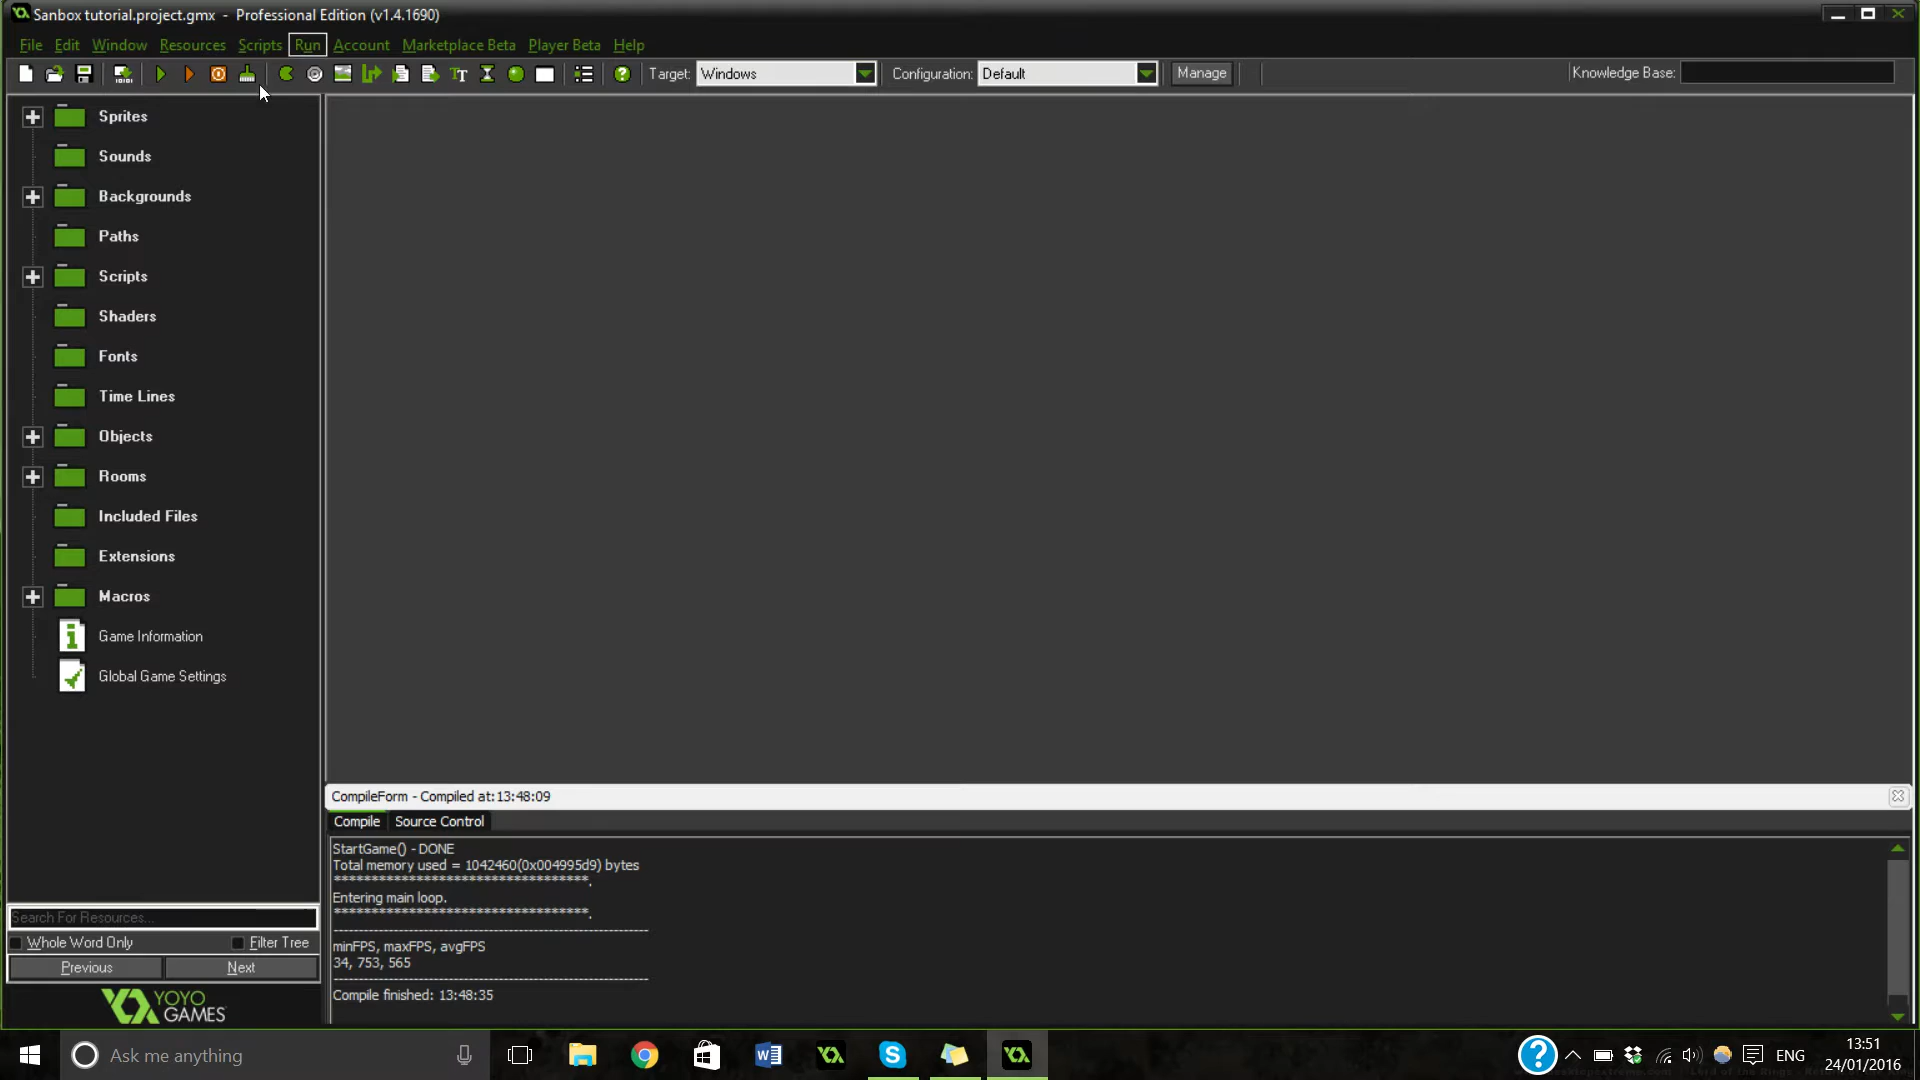 Sanbox tutorial.project.gmx - Professional Edition (v1.4.1690)
File Edit Window Resources Scripts Run Account Marketplace Beta Player Beta Help
Target: Windows Configuration: Default Manage Knowledge Base:
Sprites
Sounds
Backgrounds
Paths
Scripts
Shaders
Fonts
Time Lines
Objects
Rooms
Included Files
Extensions
Macros
Game Information
Global Game Settings
Search For Resources...
Whole Word Only Filter Tree
Previous Next
YOYO
GAMES
CompileForm - Compiled at:13:48:09
Compile Source Control
StartGame() - DONE
Total memory used = 1042460(0x004995d9) bytes
***********************************.
Entering main loop.
***********************************.
---------------------------------------------------------------
minFPS, maxFPS, avgFPS
34, 753, 565
---------------------------------------------------------------
Compile finished: 13:48:35
Ask me anything
ENG
13:51
24/01/2016